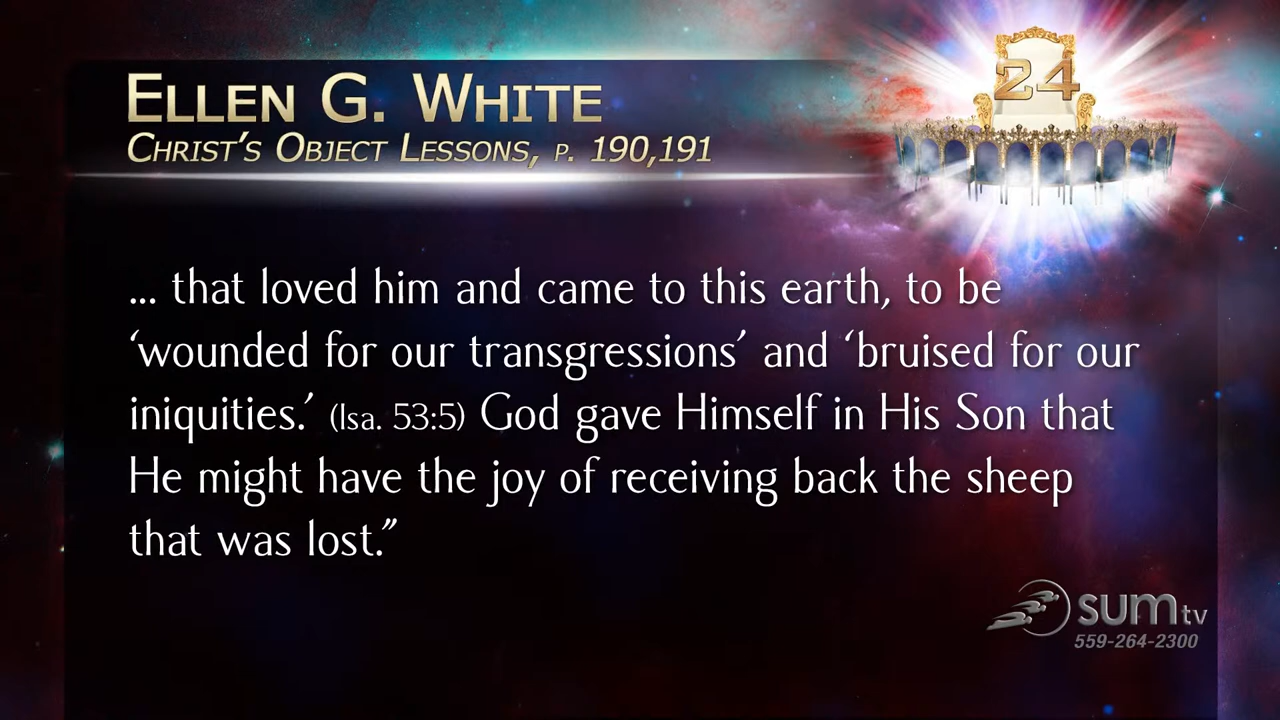 ELLEN G. WHITE
CHRIST'S OBJECT LESSONS, P. 190,191
24
... that loved him and came to this earth, to be
‘wounded for our transgressions’ and ‘bruised for our
iniquities.’ (Isa. 53:5) God gave Himself in His Son that
He might have the joy of receiving back the sheep
that was lost.”
sumtv
559-264-2300